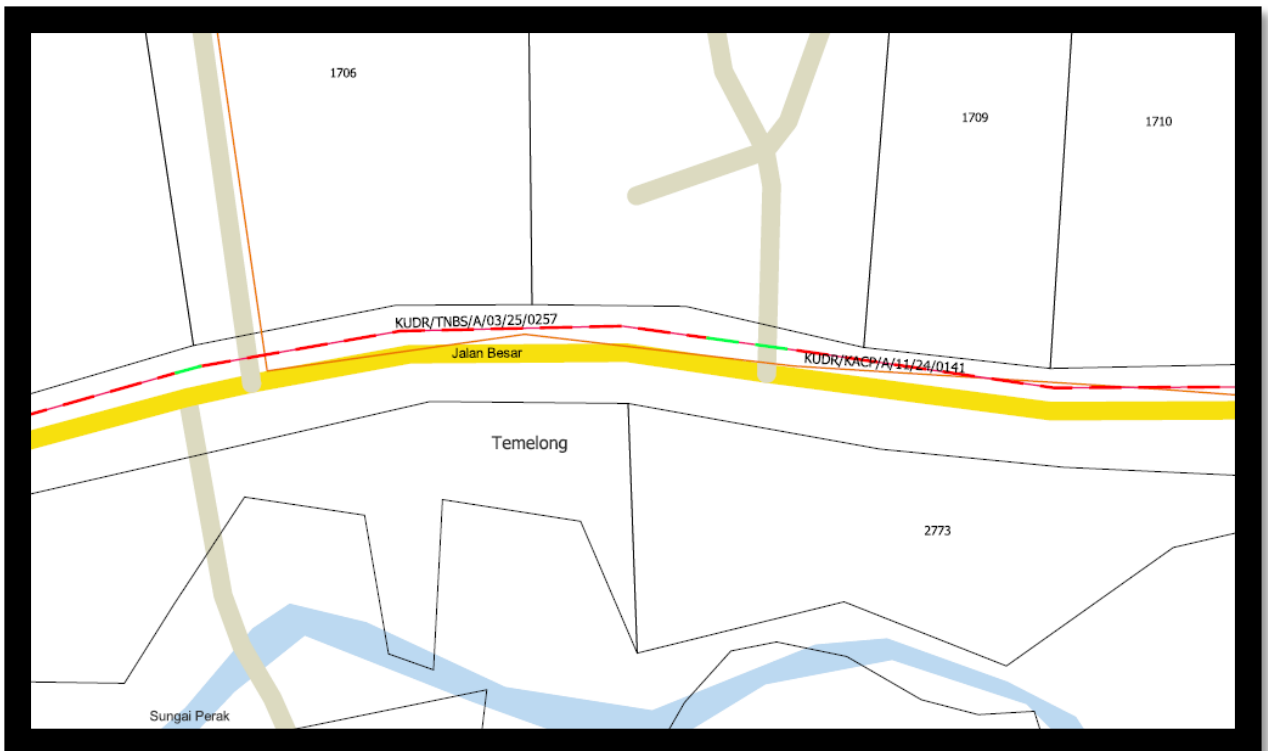 1706
1709
1710
KUDR/TNBS/A/03/25/0257
Jalan Besar
KUDR/KACP/A/11/24/0141
Temelong
2773
Sungai Perak